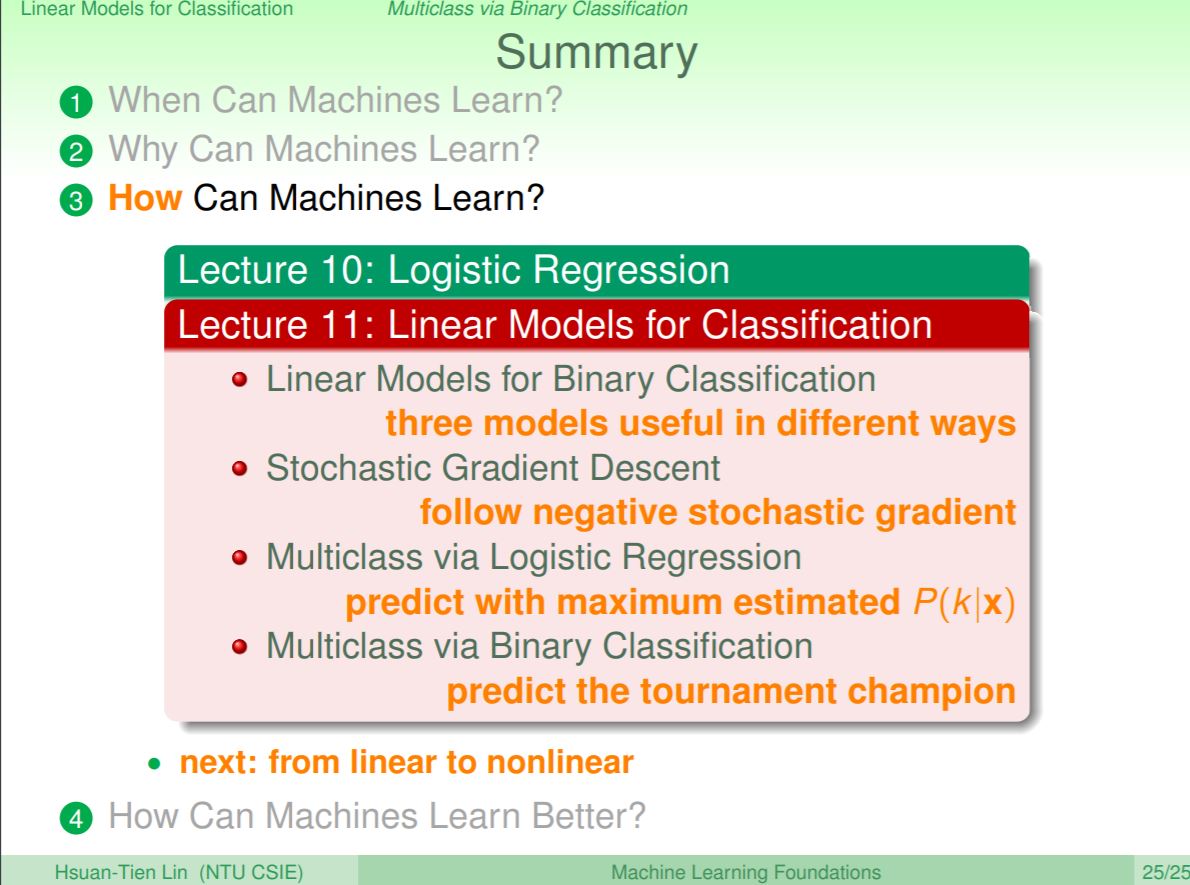 Linear Models for Classification Multiclass via Binary Classification
Summary
1 When Can Machines Learn?
2 Why Can Machines Learn?
3 How Can Machines Learn?
Lecture 10: Logistic Regression
Lecture 11: Linear Models for Classification
• Linear Models for Binary Classification
three models useful in different ways
• Stochastic Gradient Descent
follow negative stochastic gradient
• Multiclass via Logistic Regression
predict with maximum estimated P(k|x)
• Multiclass via Binary Classification
predict the tournament champion
• next: from linear to nonlinear
4 How Can Machines Learn Better?
Hsuan-Tien Lin (NTU CSIE) Machine Learning Foundations 25/25